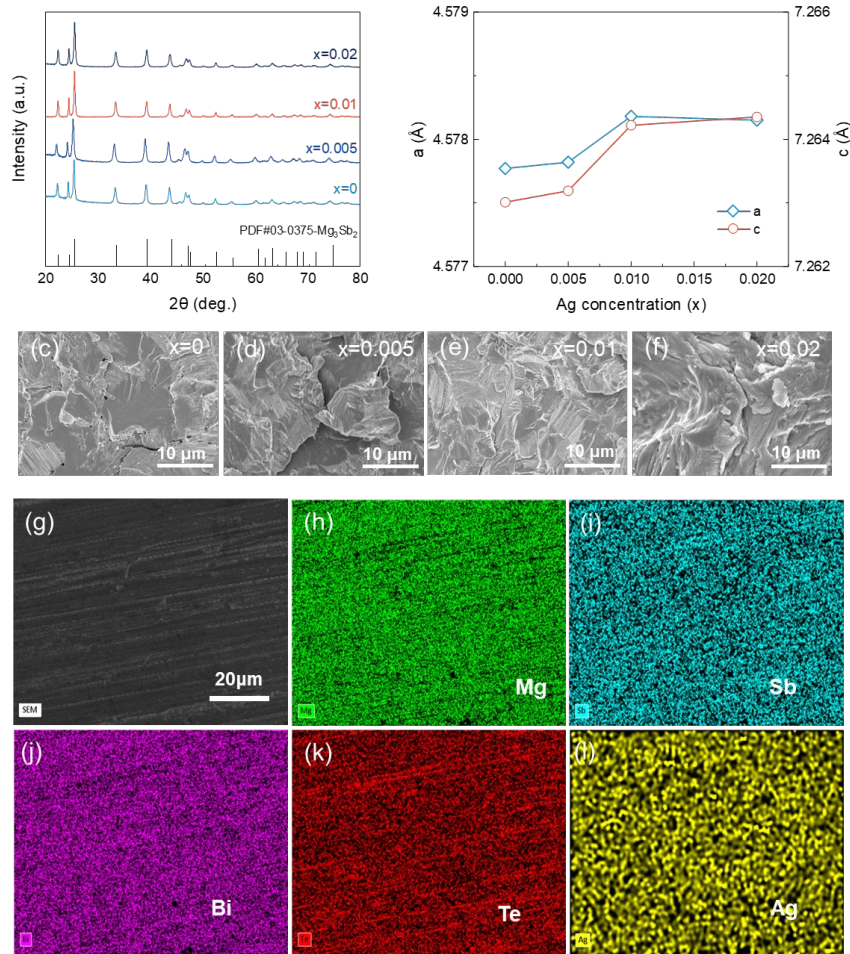 Intensity (a.u.)
x=0.02
x=0.01
x=0.005
x=0
PDF#03-0375-Mg₃Sb₂
20 30 40 50 60 70 80
2θ (deg.)
4.579
4.578
4.577
a (Å)
7.266
7.264
7.262
c (Å)
a
c
0.000 0.005 0.010 0.015 0.020
Ag concentration (x)
(c) x=0
10 μm
(d) x=0.005
10 μm
(e) x=0.01
10 μm
(f) x=0.02
10 μm
(g)
20μm
SEM
(h)
Mg
Mg
(i)
Sb
Sb
(j)
Bi
(k)
Te
(l)
Ag
Ag